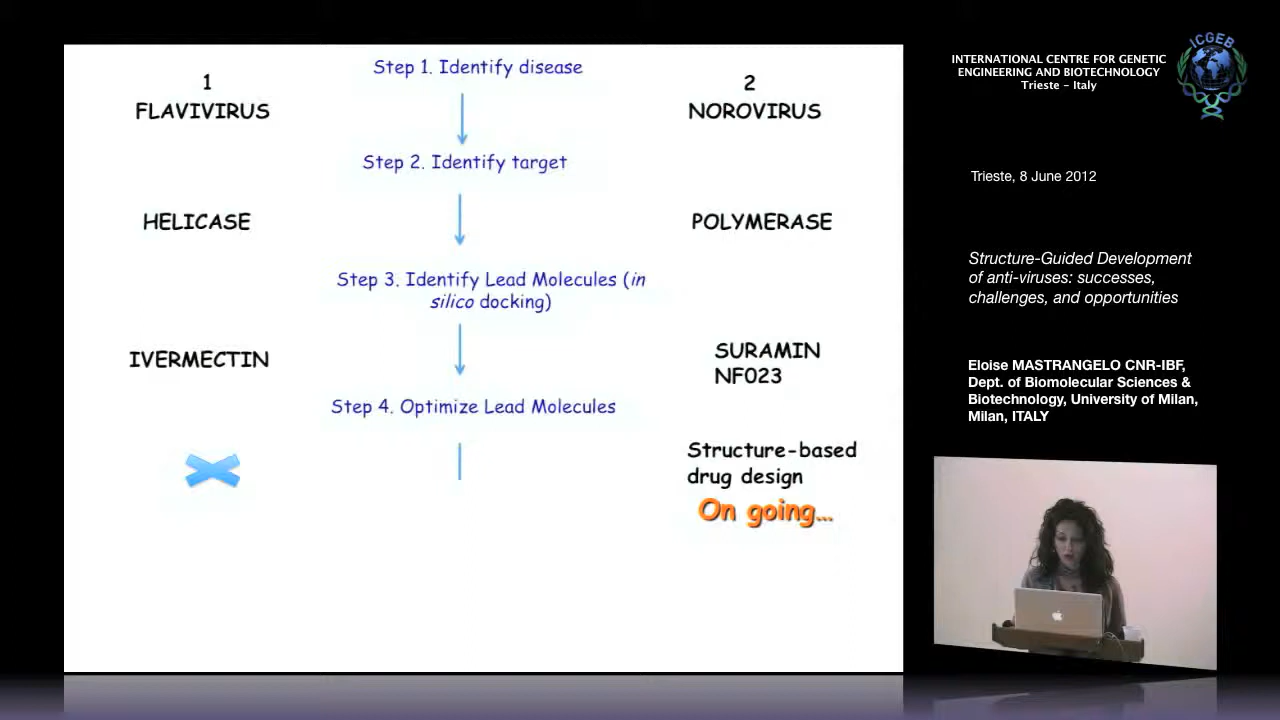 Step 1. Identify disease
1
FLAVIVIRUS
2
NOROVIRUS
Step 2. Identify target
HELICASE
POLYMERASE
Step 3. Identify Lead Molecules (in
silico docking)
IVERMECTIN
SURAMIN
NF023
Step 4. Optimize Lead Molecules
Structure-based
drug design
On going...
INTERNATIONAL CENTRE FOR GENETIC
ENGINEERING AND BIOTECHNOLOGY
Trieste - Italy
ICGEB
Trieste, 8 June 2012
Structure-Guided Development
of anti-viruses: successes,
challenges, and opportunities
Eloise MASTRANGELO CNR-IBF,
Dept. of Biomolecular Sciences &
Biotechnology, University of Milan,
Milan, ITALY